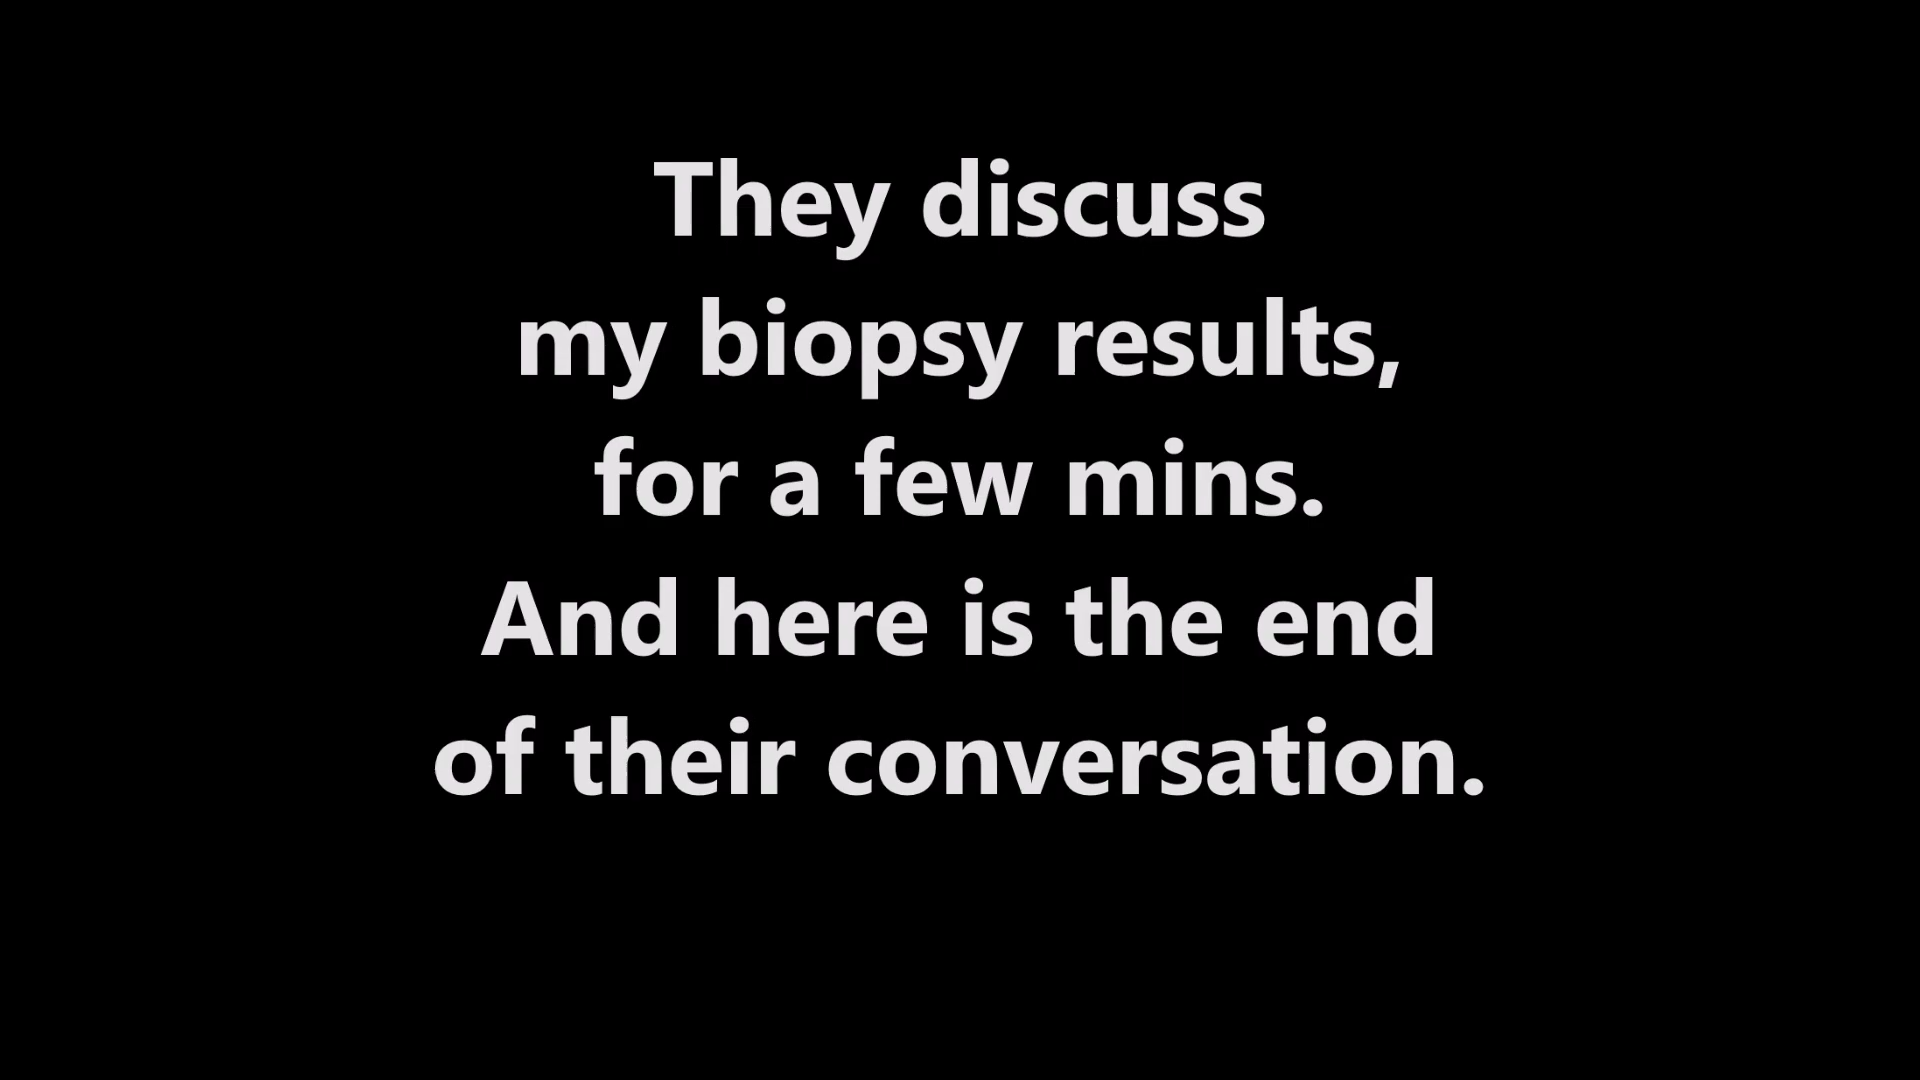 They discuss
my biopsy results,
for a few mins.
And here is the end
of their conversation.